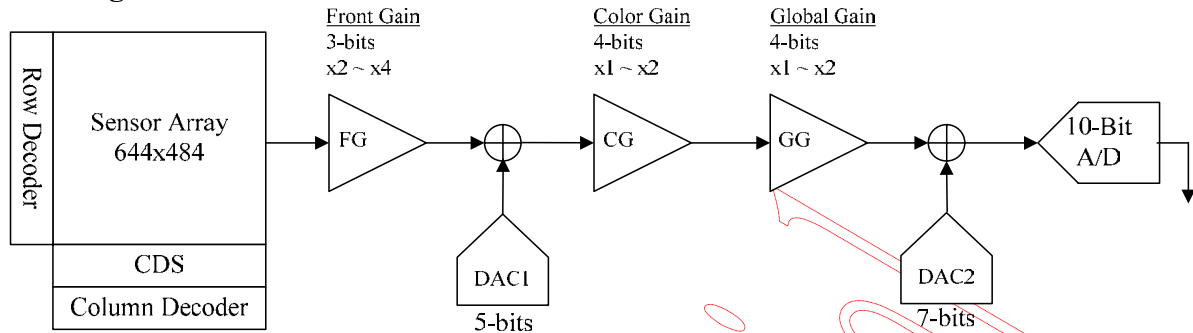 Front Gain
3-bits
x2 ~ x4
Color Gain
4-bits
x1 ~ x2
Global Gain
4-bits
x1 ~ x2
Row Decoder
Sensor Array
644x484
FG
CG
GG
10-Bit
A/D
CDS
Column Decoder
DAC1
5-bits
DAC2
7-bits